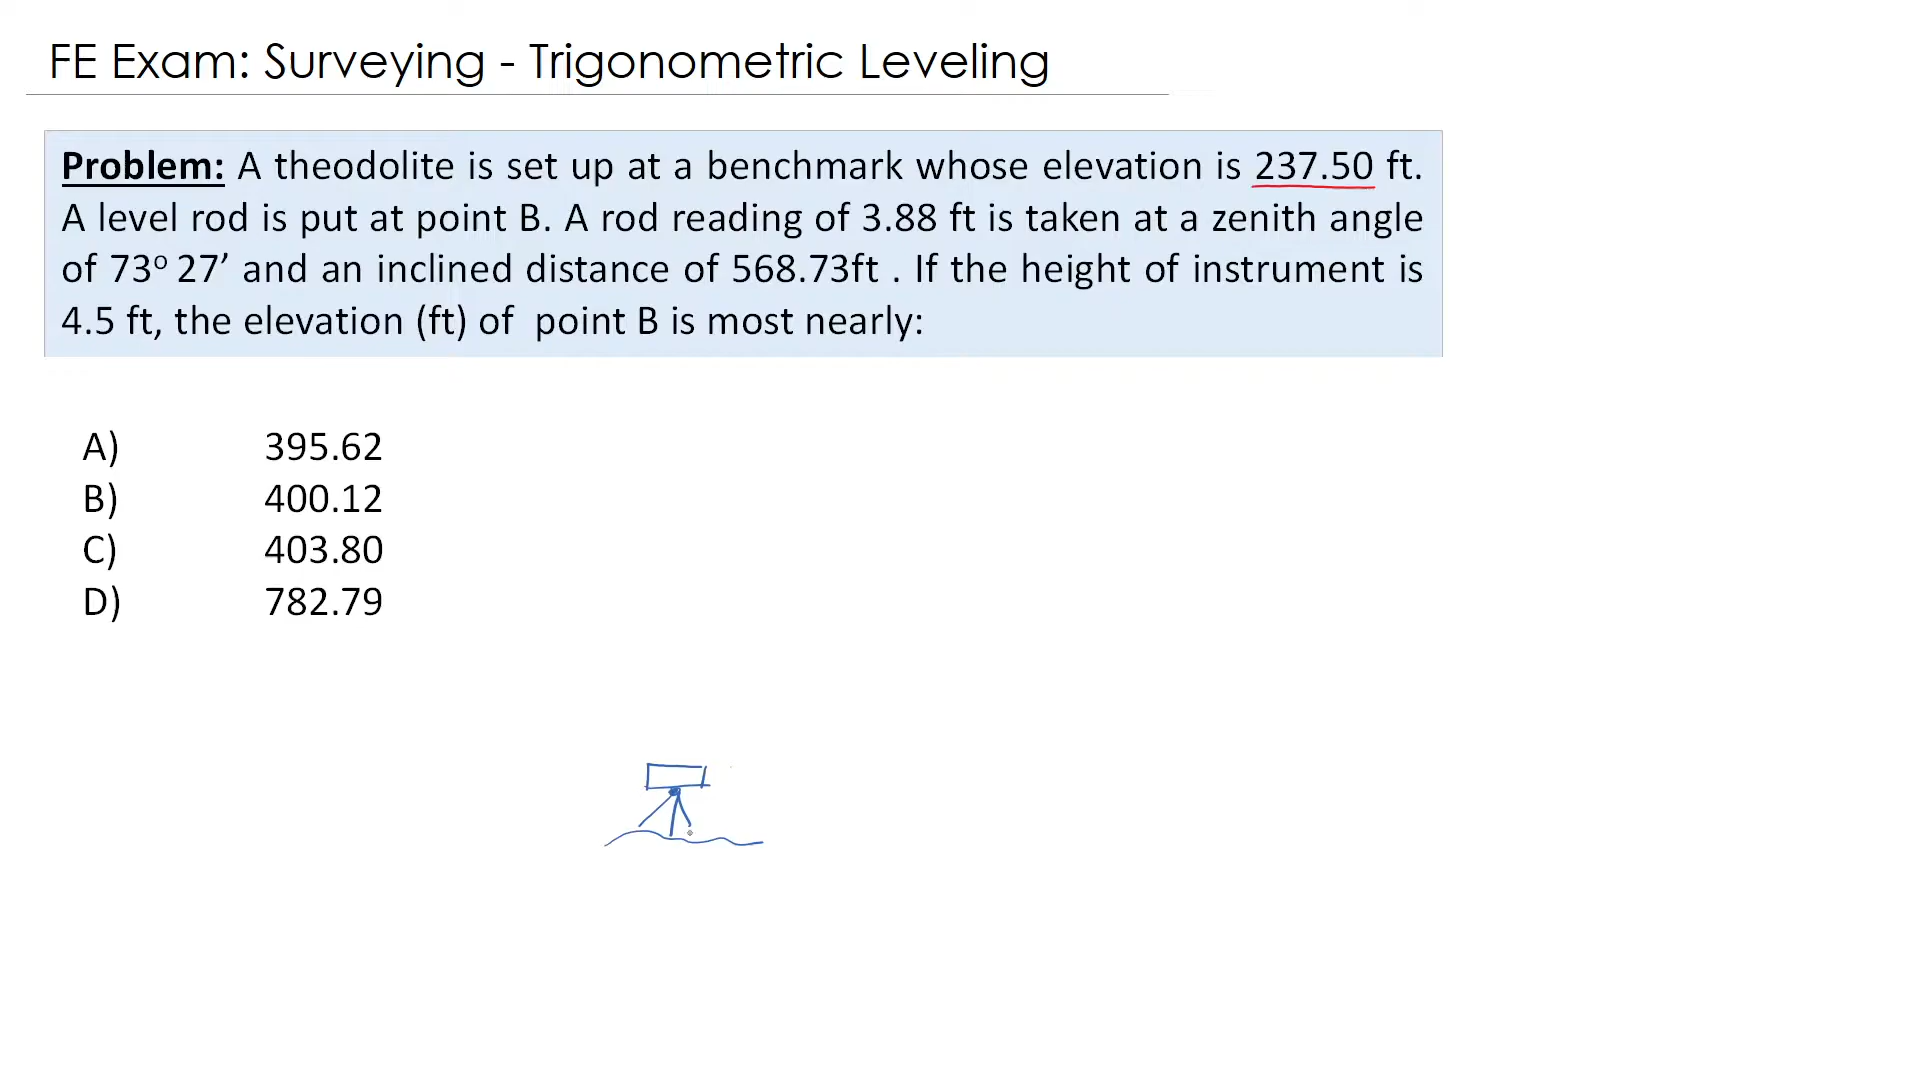 FE Exam: Surveying - Trigonometric Leveling
Problem: A theodolite is set up at a benchmark whose elevation is 237.50 ft.
A level rod is put at point B. A rod reading of 3.88 ft is taken at a zenith angle
of 73º 27’ and an inclined distance of 568.73ft . If the height of instrument is
4.5 ft, the elevation (ft) of point B is most nearly:
A) 395.62
B) 400.12
C) 403.80
D) 782.79